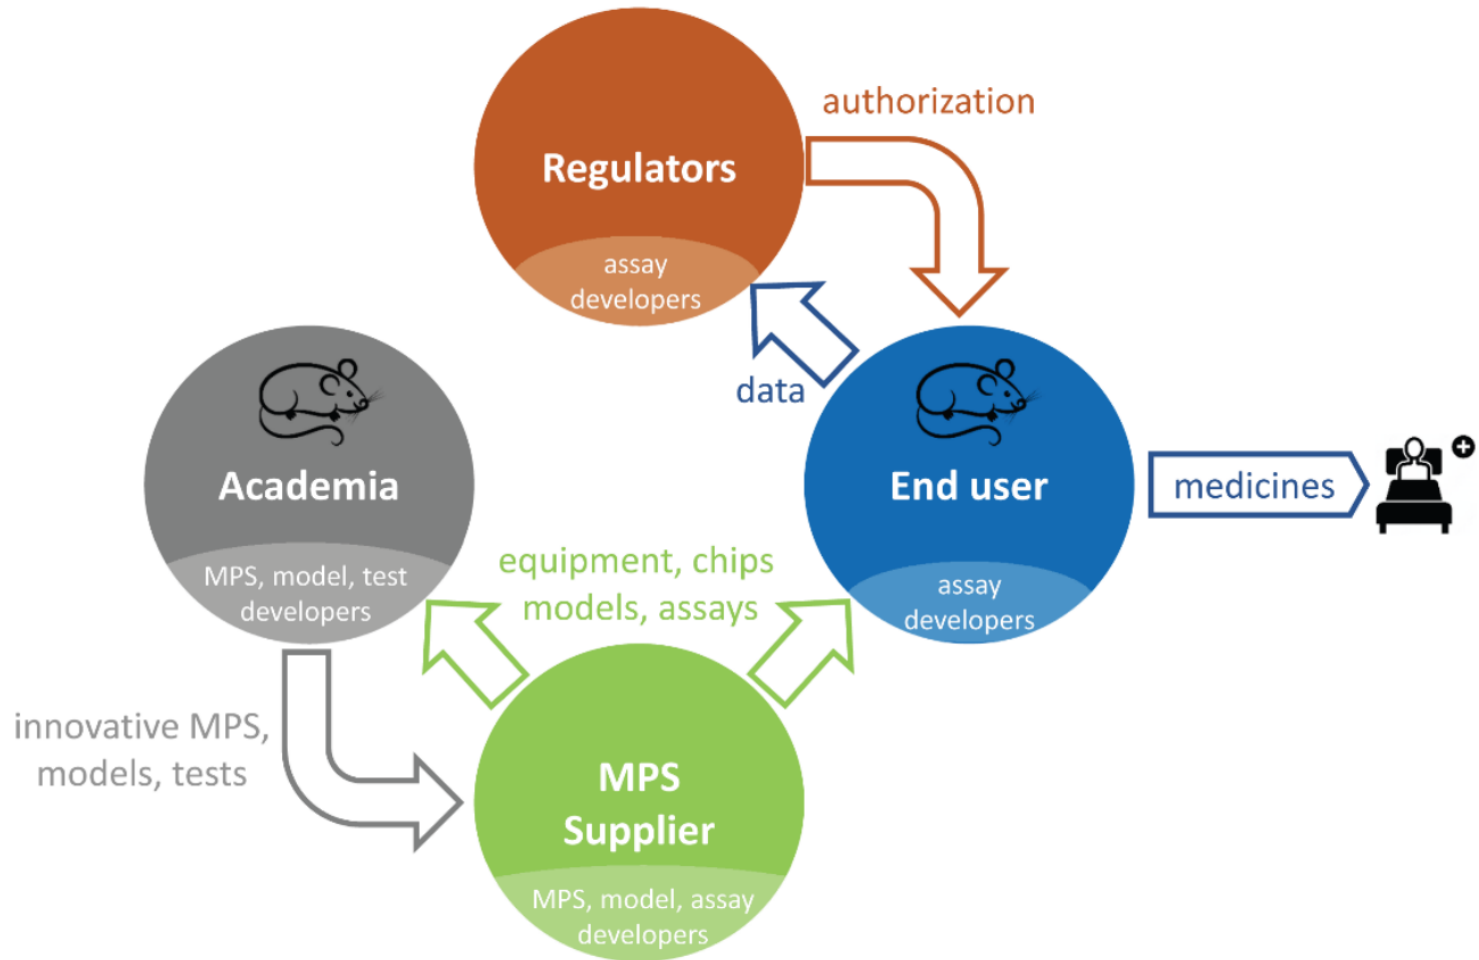 authorization
Regulators
assay
developers
data
Academia
MPS, model, test
developers
End user
assay
developers
medicines
equipment, chips
models, assays
innovative MPS,
models, tests
MPS
Supplier
MPS, model, assay
developers